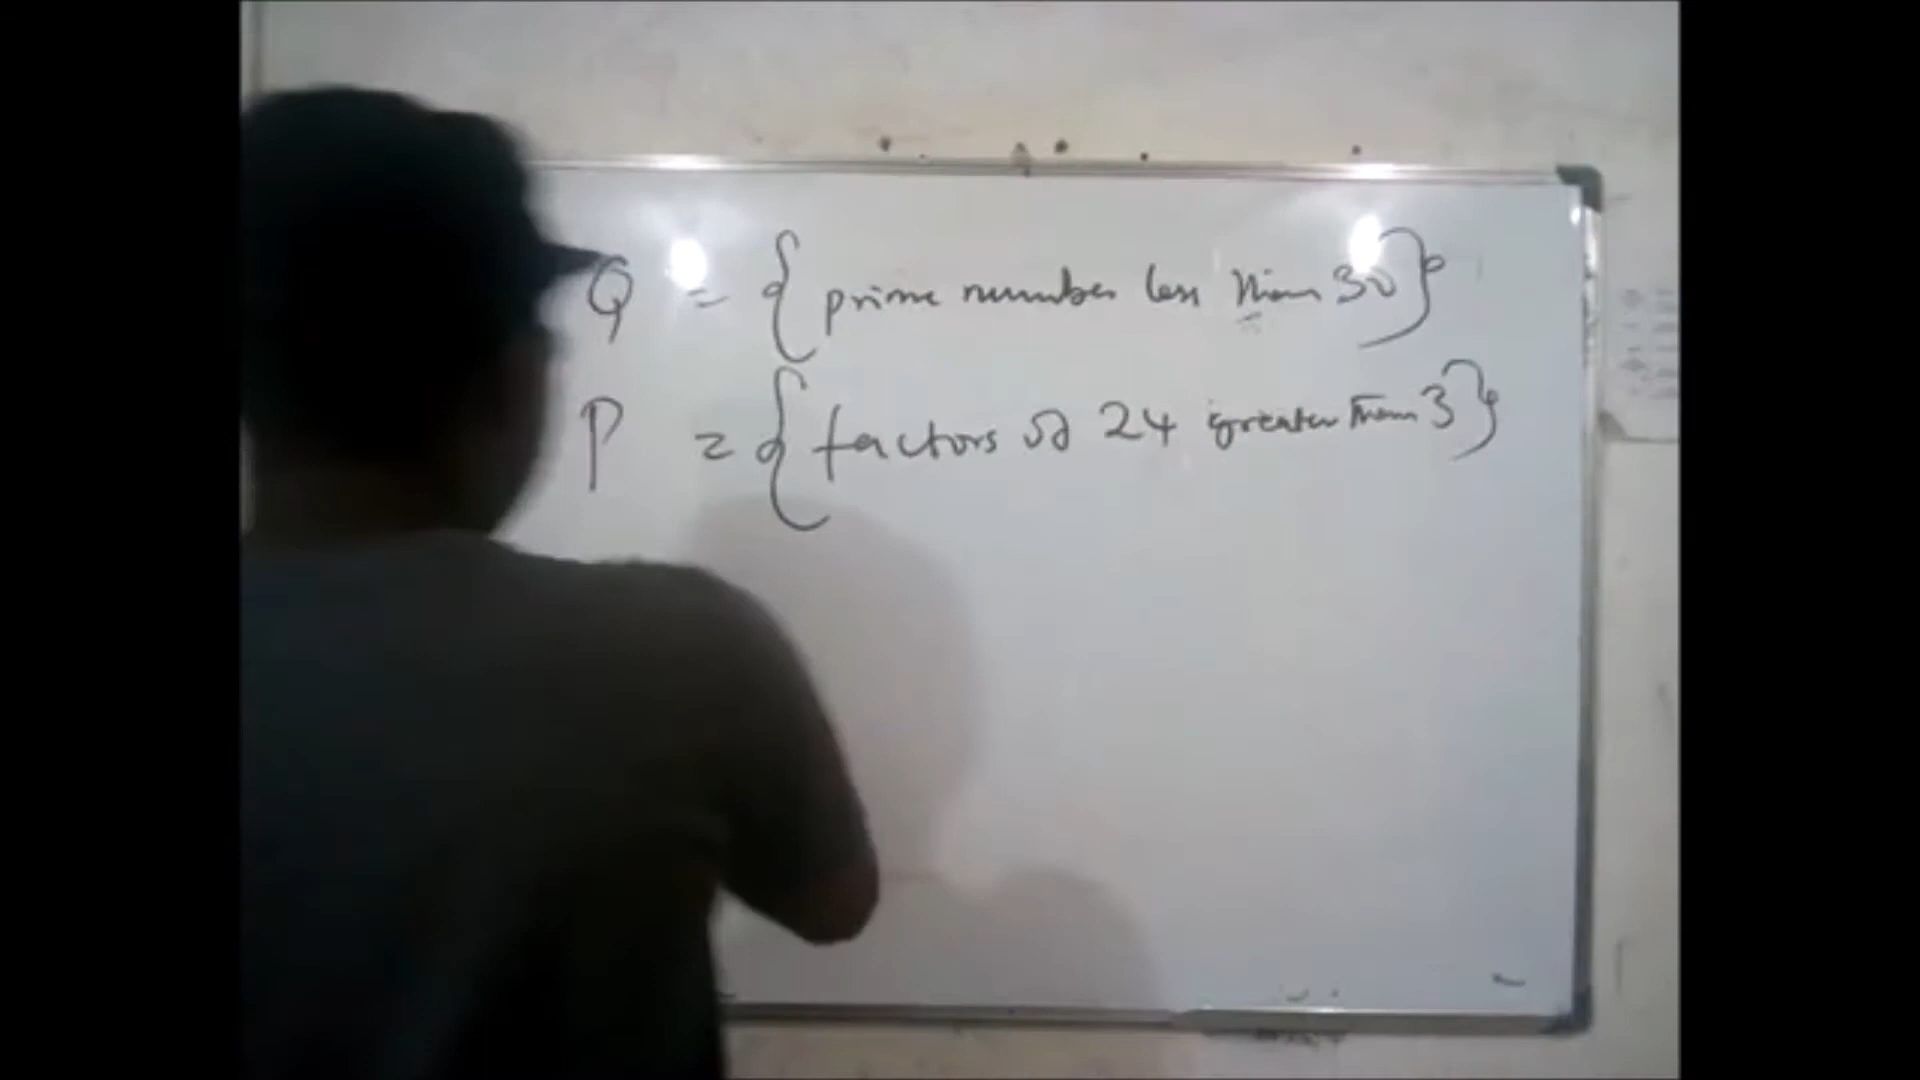 Q = { prime number less than 30 }
P = { factors of 24 greater than 3 }